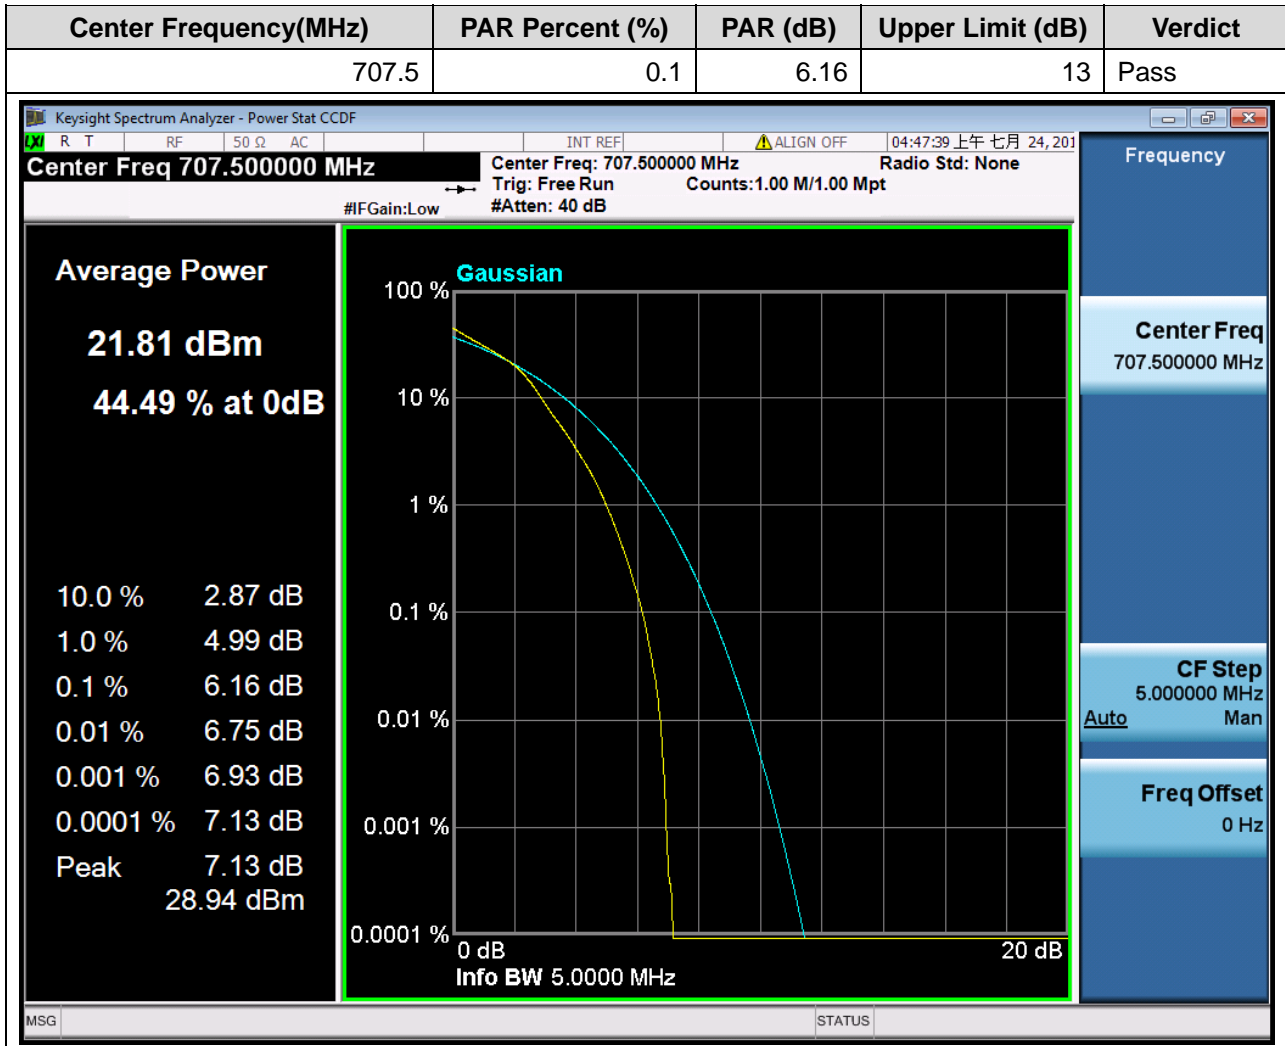 Center Frequency(MHz) PAR Percent (%) PAR (dB) Upper Limit (dB) Verdict
707.5 0.1 6.16 13 Pass
Keysight Spectrum Analyzer - Power Stat CCDF
LXI R T RF 50 Ω AC INT REF ALIGN OFF 04:47:39 上午 七月 24, 201
Center Freq 707.500000 MHz
Center Freq: 707.500000 MHz Radio Std: None
Trig: Free Run Counts:1.00 M/1.00 Mpt
#IFGain:Low #Atten: 40 dB
Frequency
Average Power
21.81 dBm
44.49 % at 0dB
10.0 % 2.87 dB
1.0 % 4.99 dB
0.1 % 6.16 dB
0.01 % 6.75 dB
0.001 % 6.93 dB
0.0001 % 7.13 dB
Peak 7.13 dB
28.94 dBm
Gaussian
100 %
10 %
1 %
0.1 %
0.01 %
0.001 %
0.0001 %
0 dB 20 dB
Info BW 5.0000 MHz
Center Freq
707.500000 MHz
CF Step
5.000000 MHz
Auto Man
Freq Offset
0 Hz
MSG STATUS